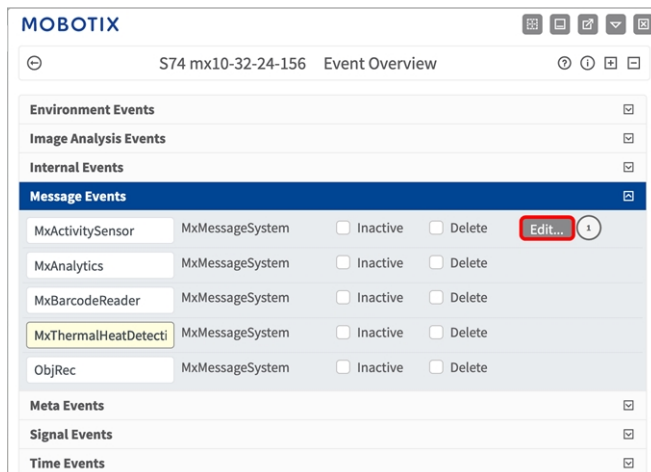 MOBOTIX
S74 mx10-32-24-156 Event Overview
Environment Events
Image Analysis Events
Internal Events
Message Events
MxActivitySensor MxMessageSystem Inactive Delete Edit... 1
MxAnalytics MxMessageSystem Inactive Delete
MxBarcodeReader MxMessageSystem Inactive Delete
MxThermalHeatDetecti MxMessageSystem Inactive Delete
ObjRec MxMessageSystem Inactive Delete
Meta Events
Signal Events
Time Events